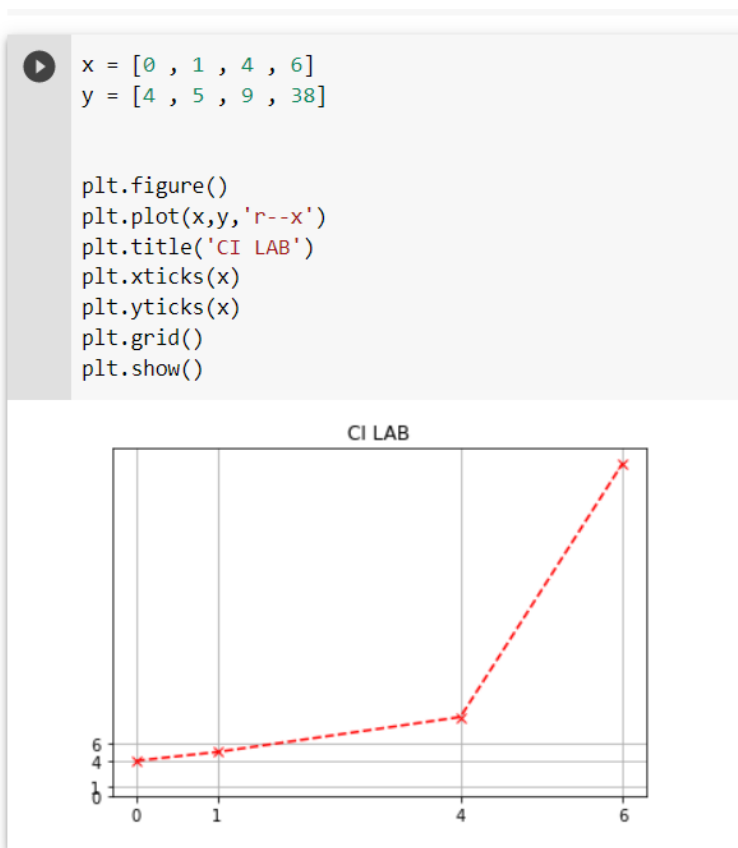 x = [0 , 1 , 4 , 6]
y = [4 , 5 , 9 , 38]
plt.figure()
plt.plot(x,y,'r--x')
plt.title('CI LAB')
plt.xticks(x)
plt.yticks(x)
plt.grid()
plt.show()
CI LAB
6
4
1
0
0 1 4 6